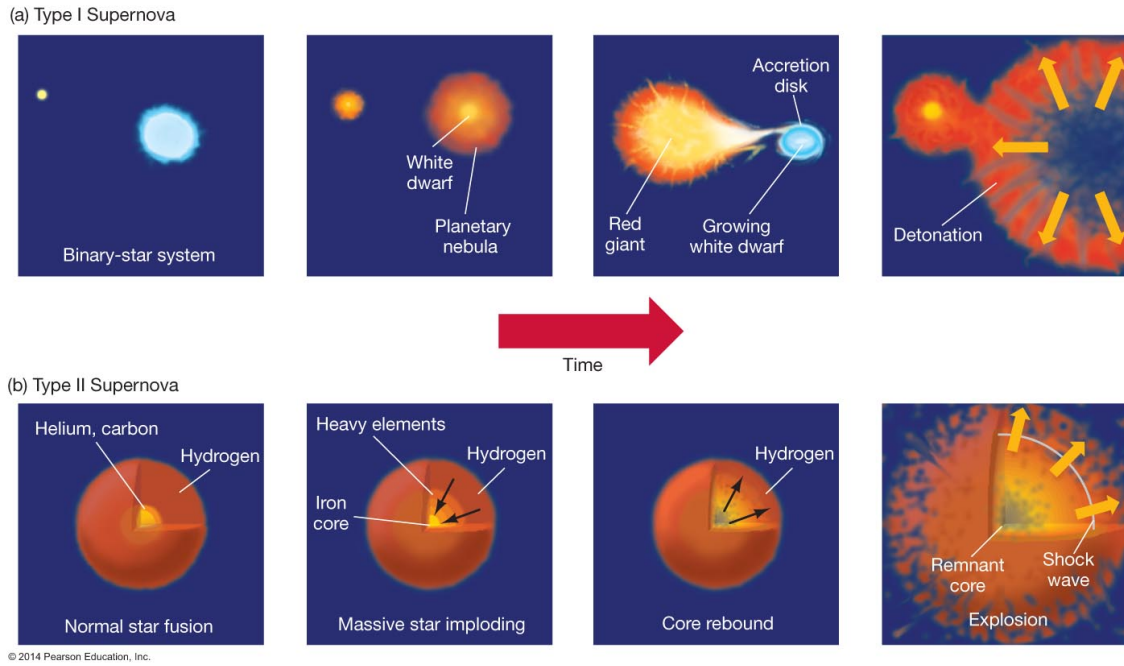 (a) Type I Supernova
Binary-star system
White
dwarf
Planetary
nebula
Accretion
disk
Red
giant
Growing
white dwarf
Detonation
Time
(b) Type II Supernova
Helium, carbon
Hydrogen
Normal star fusion
Heavy elements
Hydrogen
Iron
core
Massive star imploding
Hydrogen
Core rebound
Remnant
core
Shock
wave
Explosion
© 2014 Pearson Education, Inc.